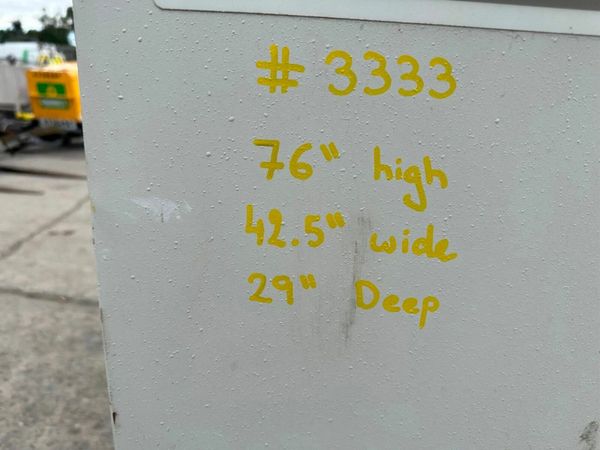 # 3333
76" high
42.5" wide
29" Deep